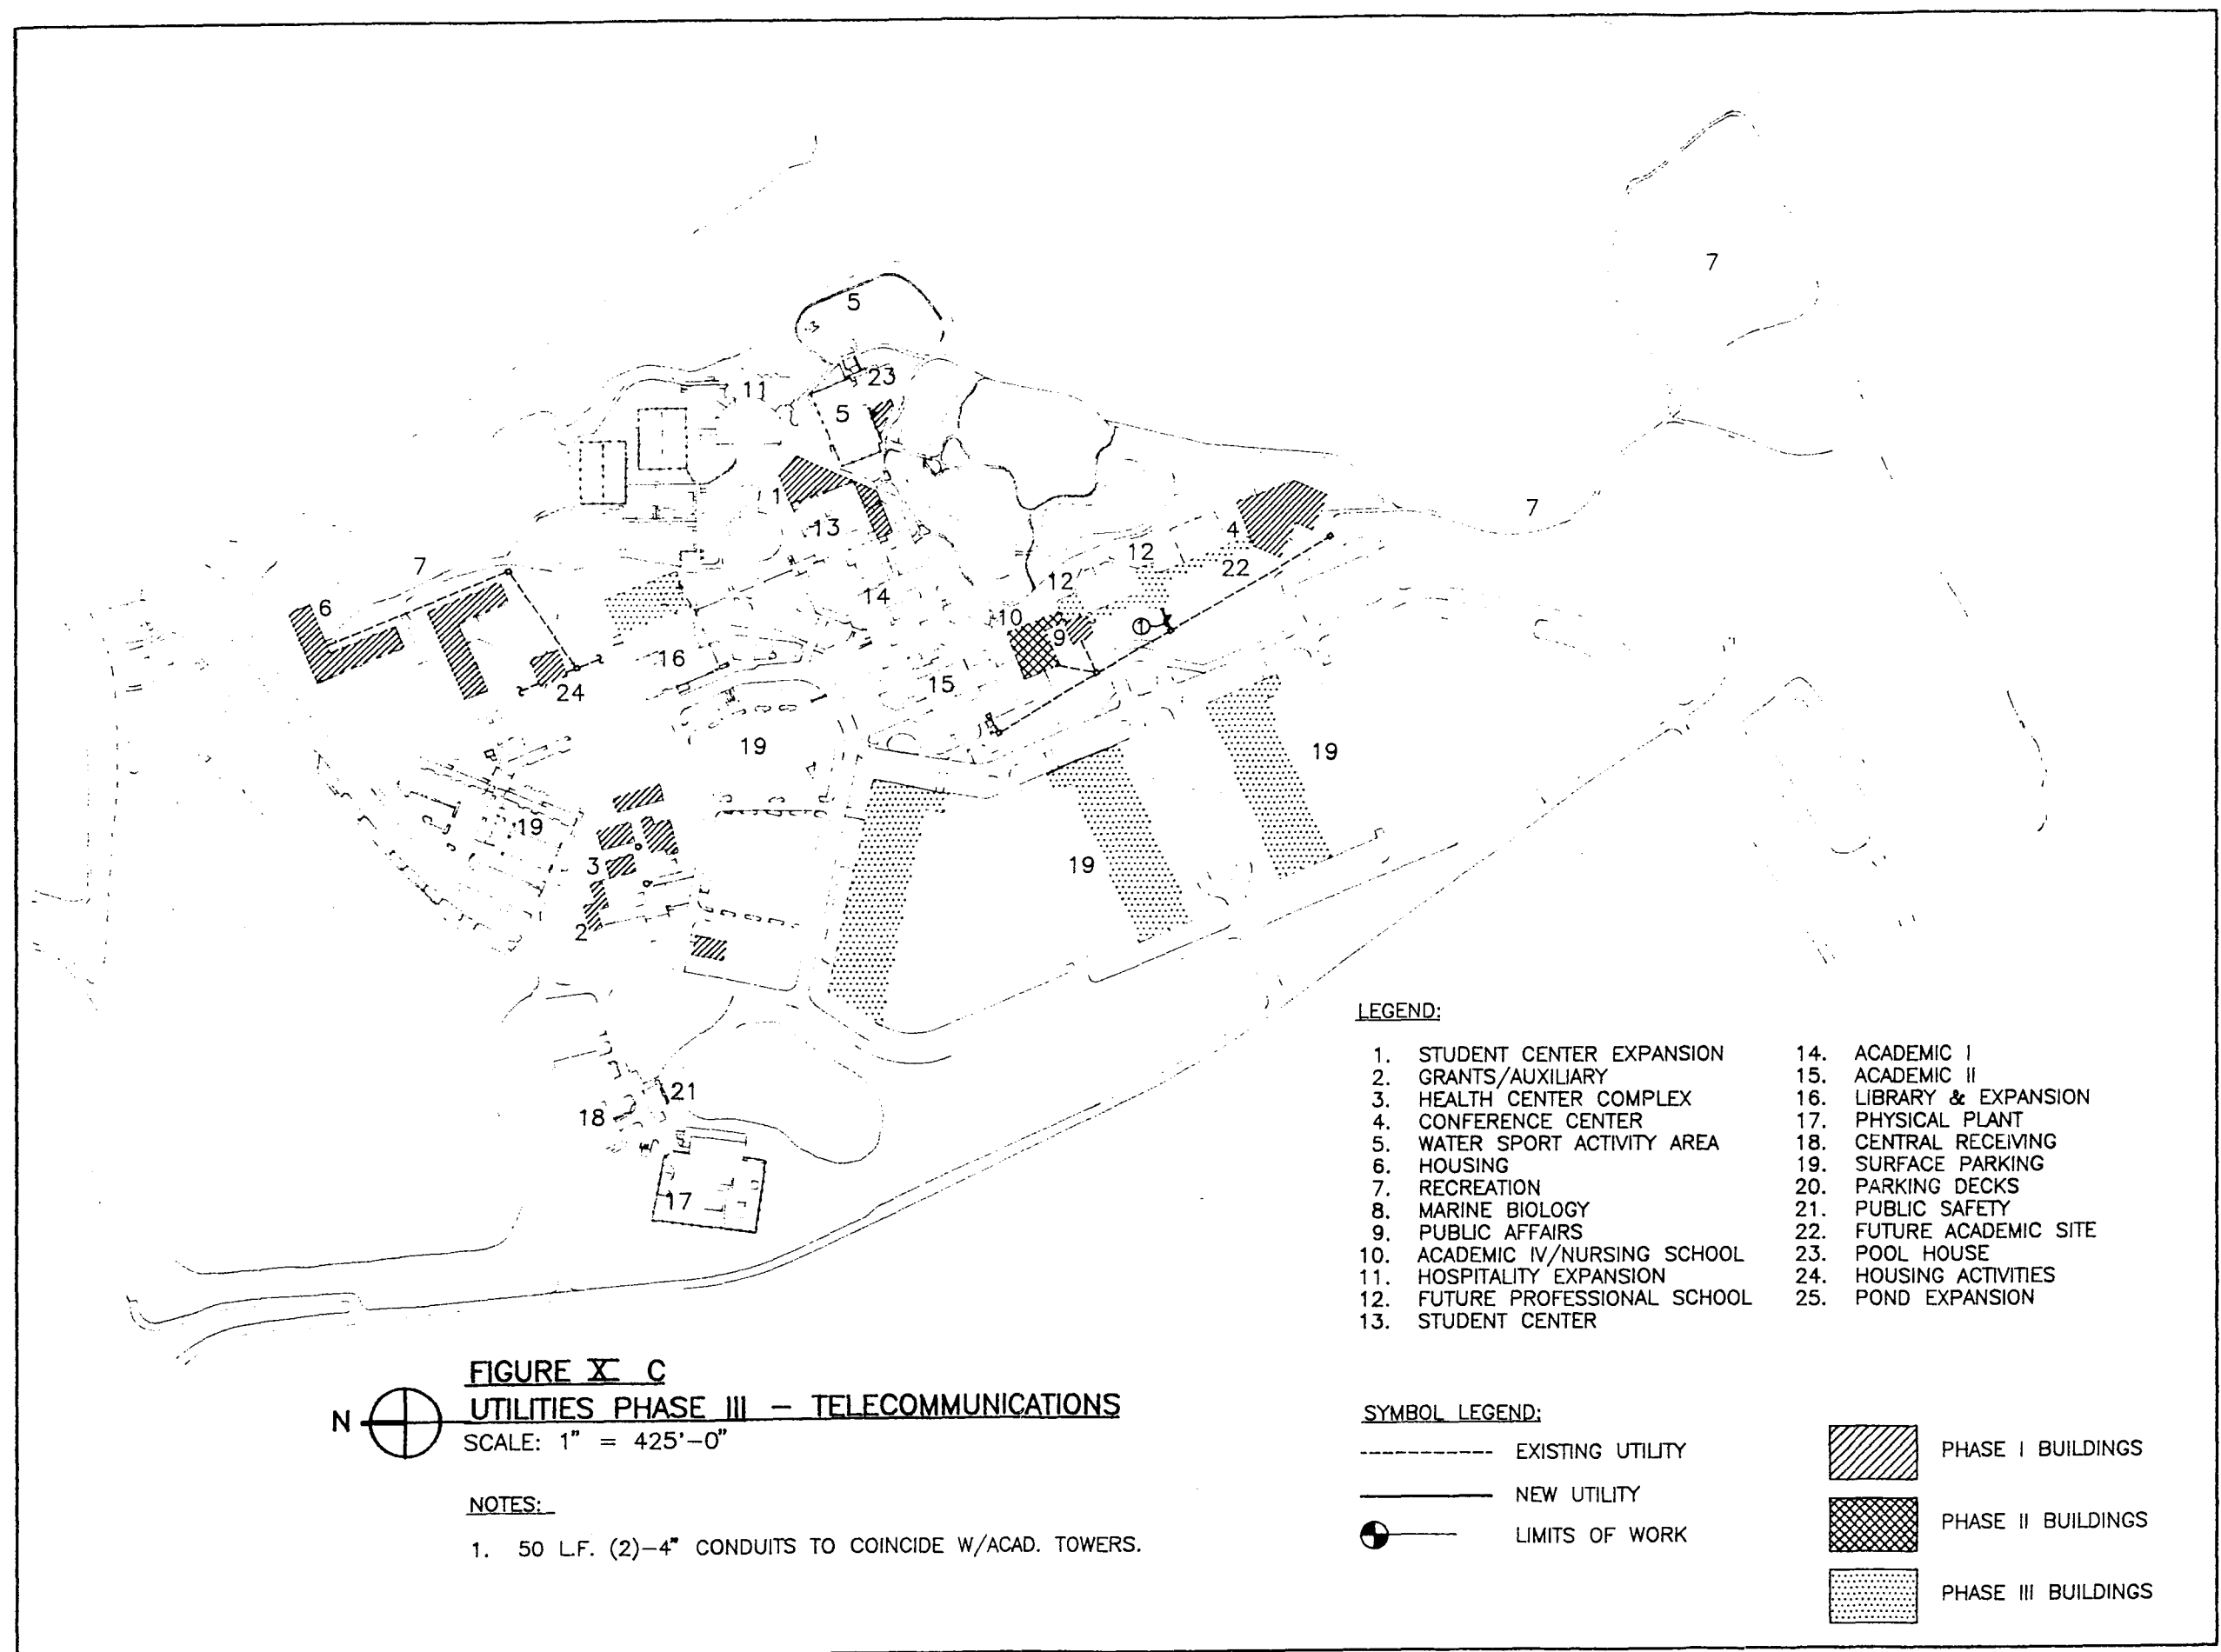 5
7
23
11
5
1
7
13
4
12
22
7
12
6
14
10
1
9
16
15
24
19
19
19
3
19
2
21
18
17
LEGEND:
1. STUDENT CENTER EXPANSION
2. GRANTS/AUXILIARY
3. HEALTH CENTER COMPLEX
4. CONFERENCE CENTER
5. WATER SPORT ACTIVITY AREA
6. HOUSING
7. RECREATION
8. MARINE BIOLOGY
9. PUBLIC AFFAIRS
10. ACADEMIC IV/NURSING SCHOOL
11. HOSPITALITY EXPANSION
12. FUTURE PROFESSIONAL SCHOOL
13. STUDENT CENTER
14. ACADEMIC I
15. ACADEMIC II
16. LIBRARY & EXPANSION
17. PHYSICAL PLANT
18. CENTRAL RECEIVING
19. SURFACE PARKING
20. PARKING DECKS
21. PUBLIC SAFETY
22. FUTURE ACADEMIC SITE
23. POOL HOUSE
24. HOUSING ACTIVITIES
25. POND EXPANSION
FIGURE X C
N
UTILITIES PHASE III – TELECOMMUNICATIONS
SCALE: 1" = 425'-0"
NOTES:
1. 50 L.F. (2)-4" CONDUITS TO COINCIDE W/ACAD. TOWERS.
SYMBOL LEGEND:
EXISTING UTILITY
NEW UTILITY
LIMITS OF WORK
PHASE I BUILDINGS
PHASE II BUILDINGS
PHASE III BUILDINGS